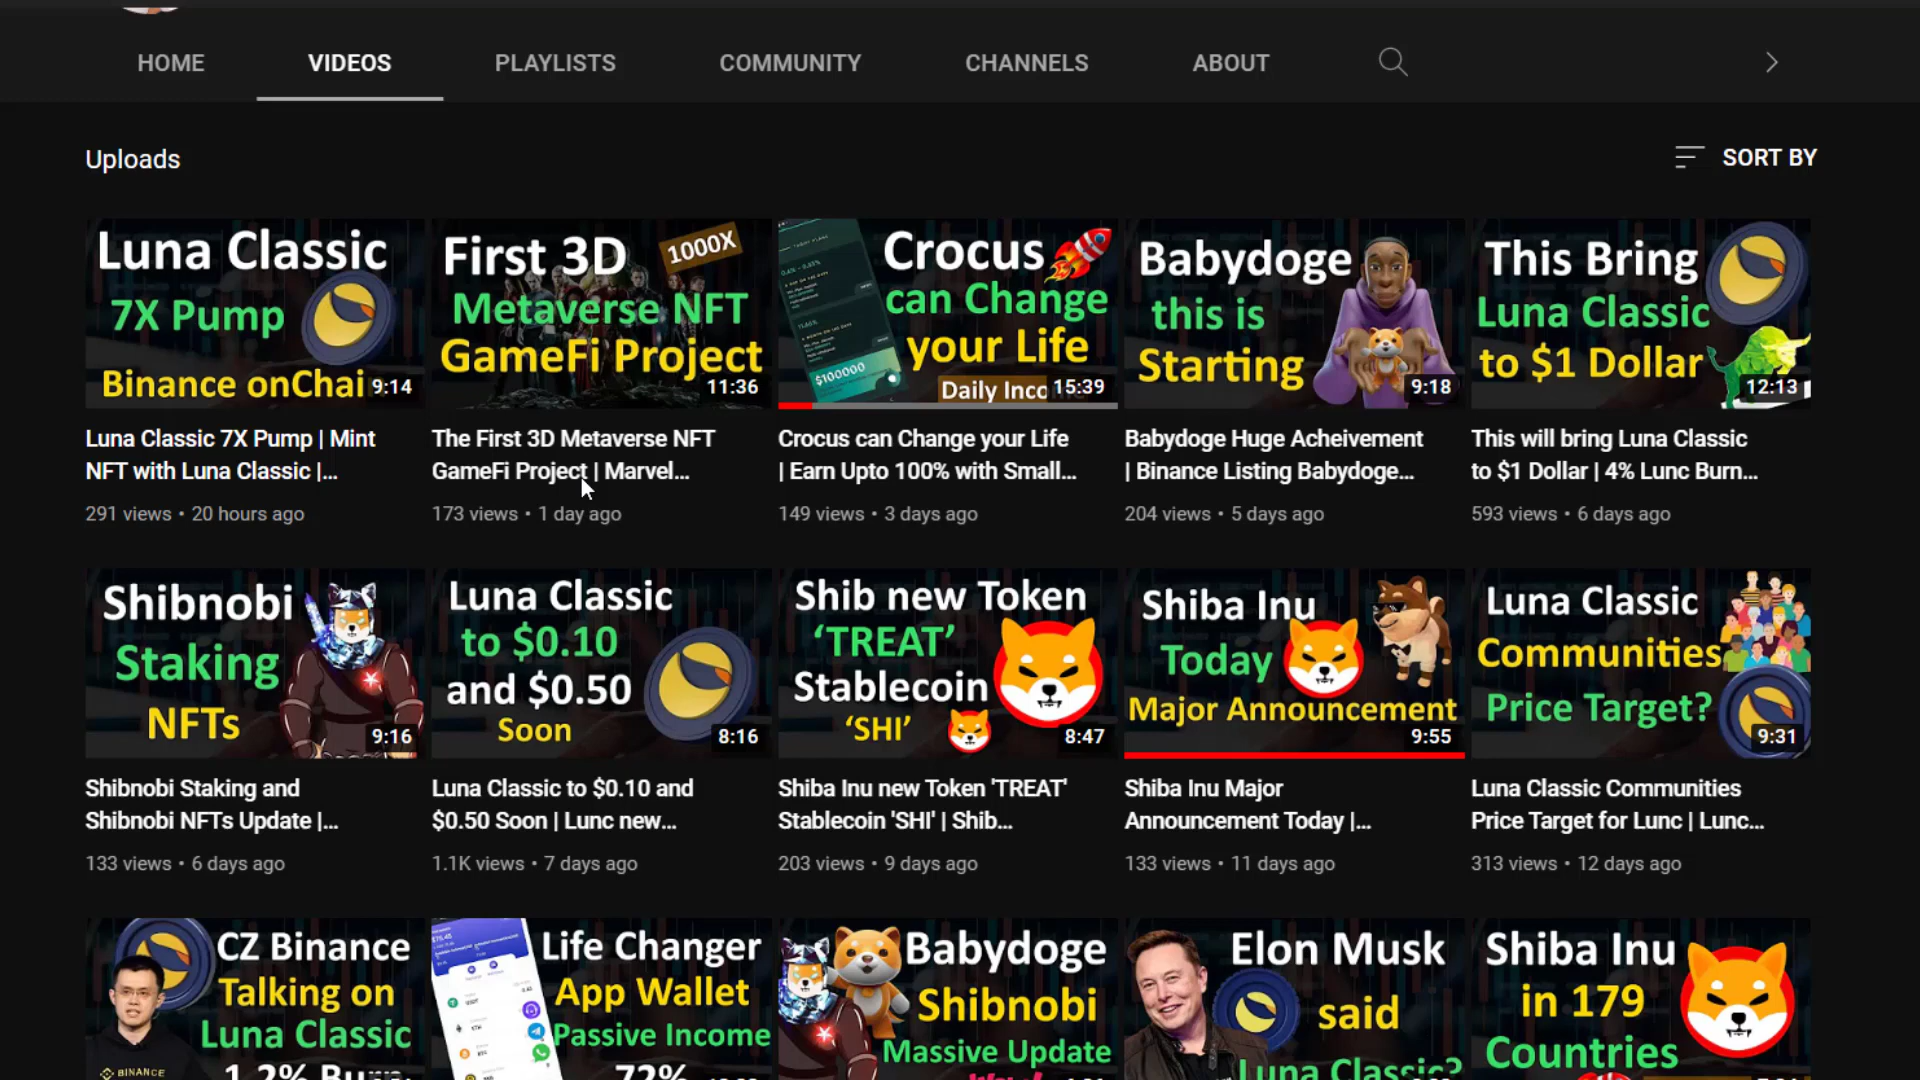 HOME VIDEOS PLAYLISTS COMMUNITY CHANNELS ABOUT
Uploads
SORT BY
Luna Classic
7X Pump
Binance onChai
9:14
First 3D
1000X
Metaverse NFT
GameFi Project
11:36
Crocus
can Change
your Life
$100000
Daily Inco
15:39
Babydoge
this is
Starting
9:18
This Bring
Luna Classic
to $1 Dollar
12:13
Luna Classic 7X Pump | Mint
NFT with Luna Classic |...
291 views • 20 hours ago
The First 3D Metaverse NFT
GameFi Project | Marvel...
173 views • 1 day ago
Crocus can Change your Life
| Earn Upto 100% with Small...
149 views • 3 days ago
Babydoge Huge Acheivement
| Binance Listing Babydoge...
204 views • 5 days ago
This will bring Luna Classic
to $1 Dollar | 4% Lunc Burn...
593 views • 6 days ago
Shibnobi
Staking
NFTs
9:16
Luna Classic
to $0.10
and $0.50
Soon
8:16
Shib new Token
‘TREAT’
Stablecoin
‘SHI’
8:47
Shiba Inu
Today
Major Announcement
9:55
Luna Classic
Communities
Price Target?
9:31
Shibnobi Staking and
Shibnobi NFTs Update |...
133 views • 6 days ago
Luna Classic to $0.10 and
$0.50 Soon | Lunc new...
1.1K views • 7 days ago
Shiba Inu new Token 'TREAT'
Stablecoin 'SHI' | Shib...
203 views • 9 days ago
Shiba Inu Major
Announcement Today |...
133 views • 11 days ago
Luna Classic Communities
Price Target for Lunc | Lunc...
313 views • 12 days ago
CZ Binance
Talking on
Luna Classic
1.2% Burn
BINANCE
Life Changer
App Wallet
Passive Income
72%
Babydoge
Shibnobi
Massive Update
Elon Musk
said
Luna Classic?
Shiba Inu
in 179
Countries